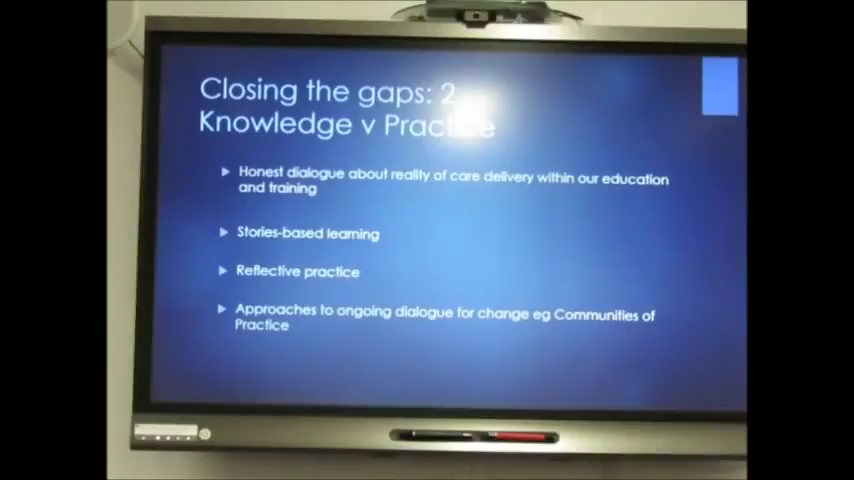 Closing the gaps: 2
Knowledge v Practice
Honest dialogue about reality of care delivery within our education
and training
Stories-based learning
Reflective practice
Approaches to ongoing dialogue for change eg Communities of
Practice